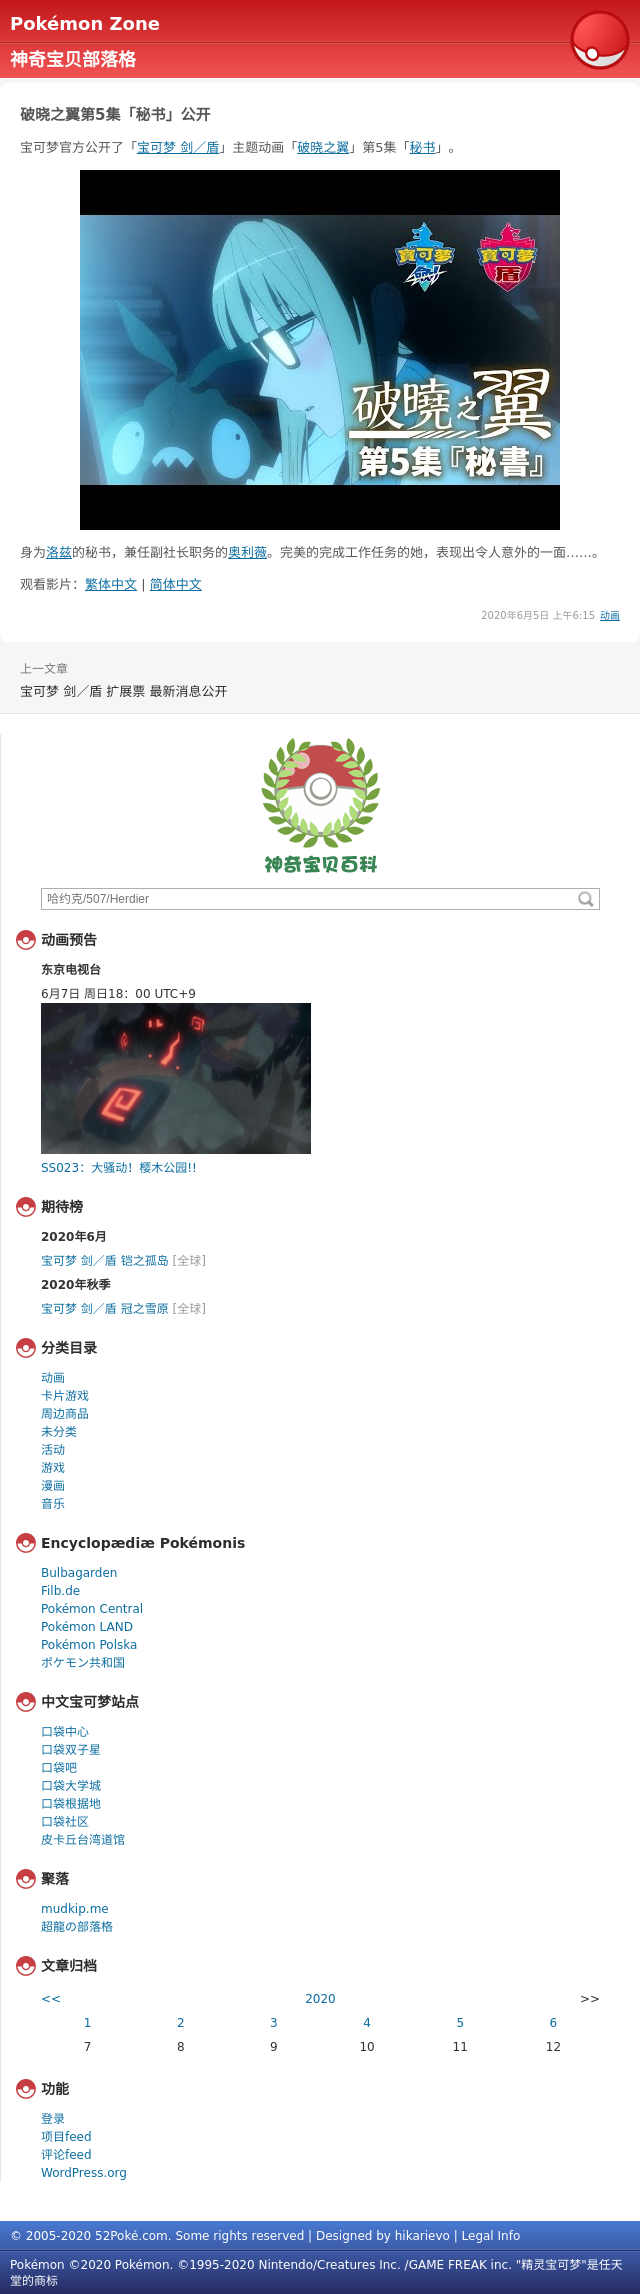 Pokémon Zone
神奇宝贝部落格
破晓之翼第5集「秘书」公开
宝可梦官方公开了「宝可梦 剑／盾」主题动画「破晓之翼」第5集「秘书」。
寶可夢 劍
寶可夢 盾
破曉之翼
第5集『秘書』
身为洛兹的秘书，兼任副社长职务的奥利薇。完美的完成工作任务的她，表现出令人意外的一面……。
观看影片：繁体中文 | 简体中文
2020年6月5日 上午6:15 动画
上一文章
宝可梦 剑／盾 扩展票 最新消息公开
神奇宝贝百科
哈约克/507/Herdier
动画预告
东京电视台
6月7日 周日18：00 UTC+9
SS023：大骚动！樱木公园!!
期待榜
2020年6月
宝可梦 剑／盾 铠之孤岛 [全球]
2020年秋季
宝可梦 剑／盾 冠之雪原 [全球]
分类目录
动画
卡片游戏
周边商品
未分类
活动
游戏
漫画
音乐
Encyclopædiæ Pokémonis
Bulbagarden
Filb.de
Pokémon Central
Pokémon LAND
Pokémon Polska
ポケモン共和国
中文宝可梦站点
口袋中心
口袋双子星
口袋吧
口袋大学城
口袋根据地
口袋社区
皮卡丘台湾道馆
聚落
mudkip.me
超龍の部落格
文章归档
<< 2020 >>
1 2 3 4 5 6
7 8 9 10 11 12
功能
登录
项目feed
评论feed
WordPress.org
© 2005-2020 52Poké.com. Some rights reserved | Designed by hikarievo | Legal Info
Pokémon ©2020 Pokémon. ©1995-2020 Nintendo/Creatures Inc. /GAME FREAK inc. "精灵宝可梦"是任天
堂的商标